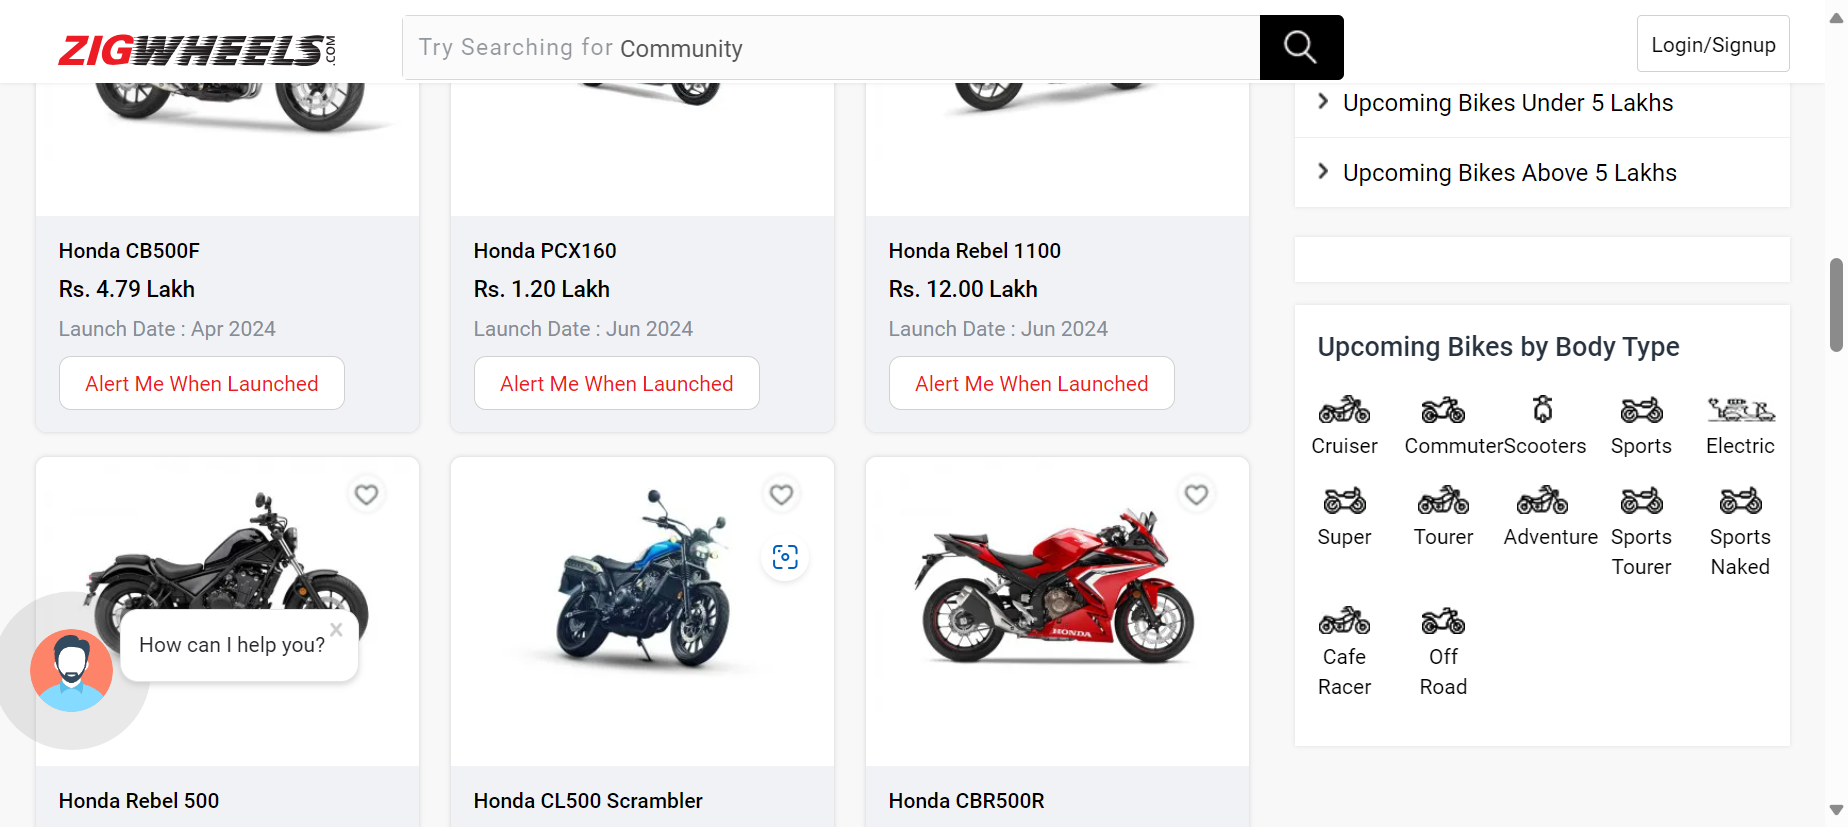 ZIGWHEELS.COM
Try Searching for Community
Login/Signup
Upcoming Bikes Under 5 Lakhs
Upcoming Bikes Above 5 Lakhs
Honda CB500F
Rs. 4.79 Lakh
Launch Date : Apr 2024
Alert Me When Launched
Honda PCX160
Rs. 1.20 Lakh
Launch Date : Jun 2024
Alert Me When Launched
Honda Rebel 1100
Rs. 12.00 Lakh
Launch Date : Jun 2024
Alert Me When Launched
Upcoming Bikes by Body Type
Cruiser
Commuter
Scooters
Sports
Electric
Super
Tourer
Adventure
Sports
Tourer
Sports
Naked
Cafe
Racer
Off
Road
HONDA
How can I help you?
Honda Rebel 500
Honda CL500 Scrambler
Honda CBR500R